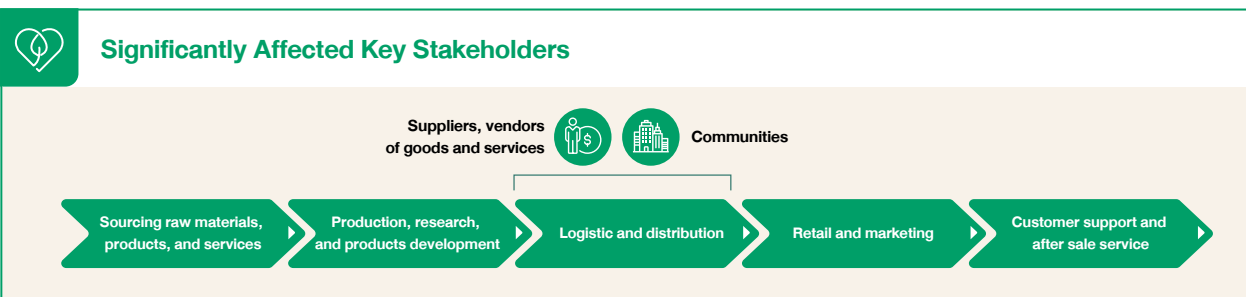 Significantly Affected Key Stakeholders
Suppliers, vendors
of goods and services
$
Communities
Sourcing raw materials,
products, and services
Production, research,
and products development
Logistic and distribution
Retail and marketing
Customer support and
after sale service